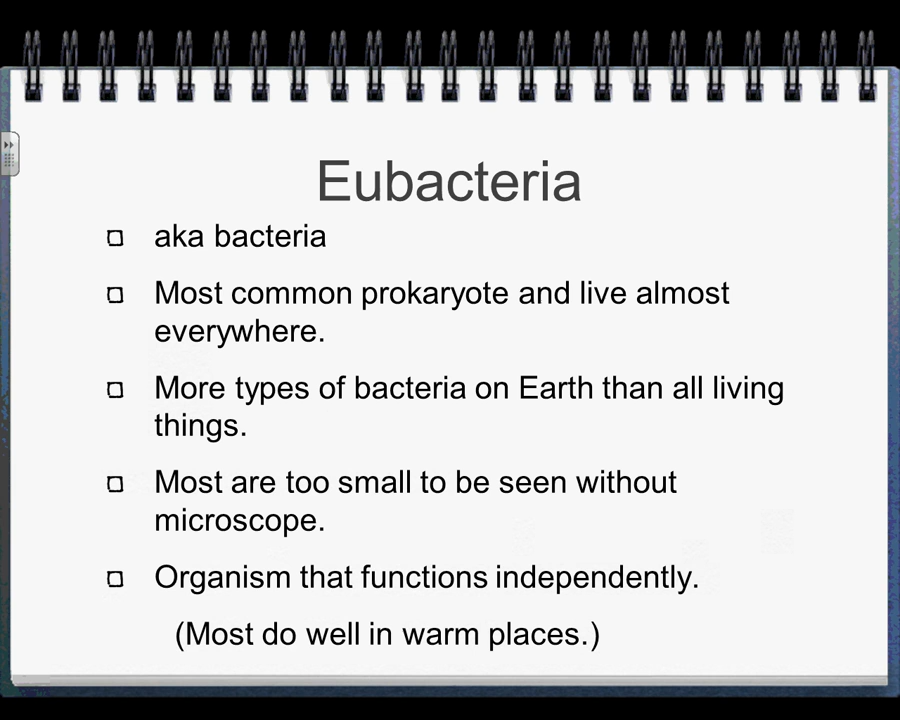 Eubacteria
aka bacteria
Most common prokaryote and live almost
everywhere.
More types of bacteria on Earth than all living
things.
Most are too small to be seen without
microscope.
Organism that functions independently.
(Most do well in warm places.)